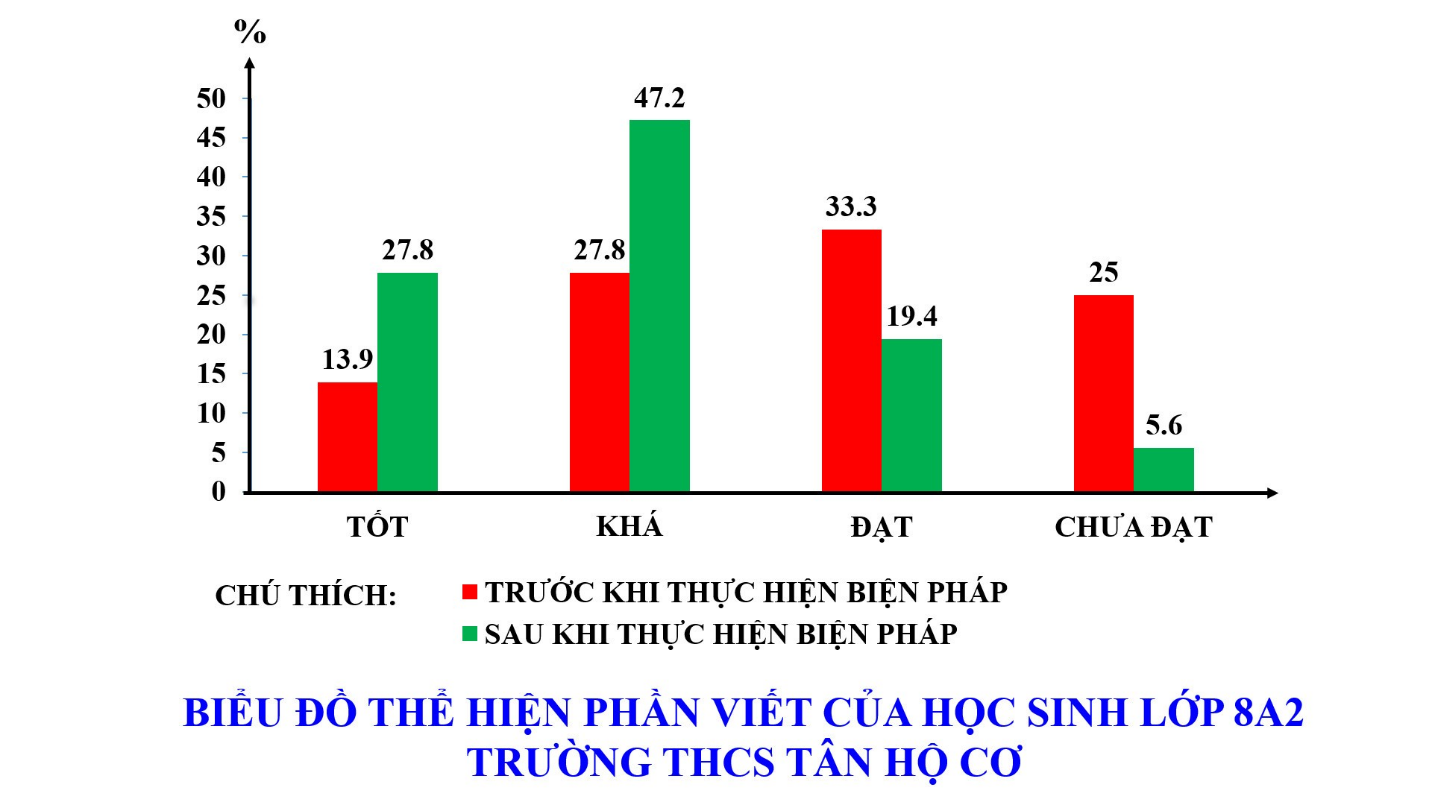 %
50
45
40
35
30
25
20
15
10
5
0
13.9
27.8
27.8
47.2
33.3
19.4
25
5.6
TỐT
KHÁ
ĐẠT
CHƯA ĐẠT
CHÚ THÍCH:
TRƯỚC KHI THỰC HIỆN BIỆN PHÁP
SAU KHI THỰC HIỆN BIỆN PHÁP
BIỂU ĐỒ THỂ HIỆN PHẦN VIẾT CỦA HỌC SINH LỚP 8A2
TRƯỜNG THCS TÂN HỘ CƠ